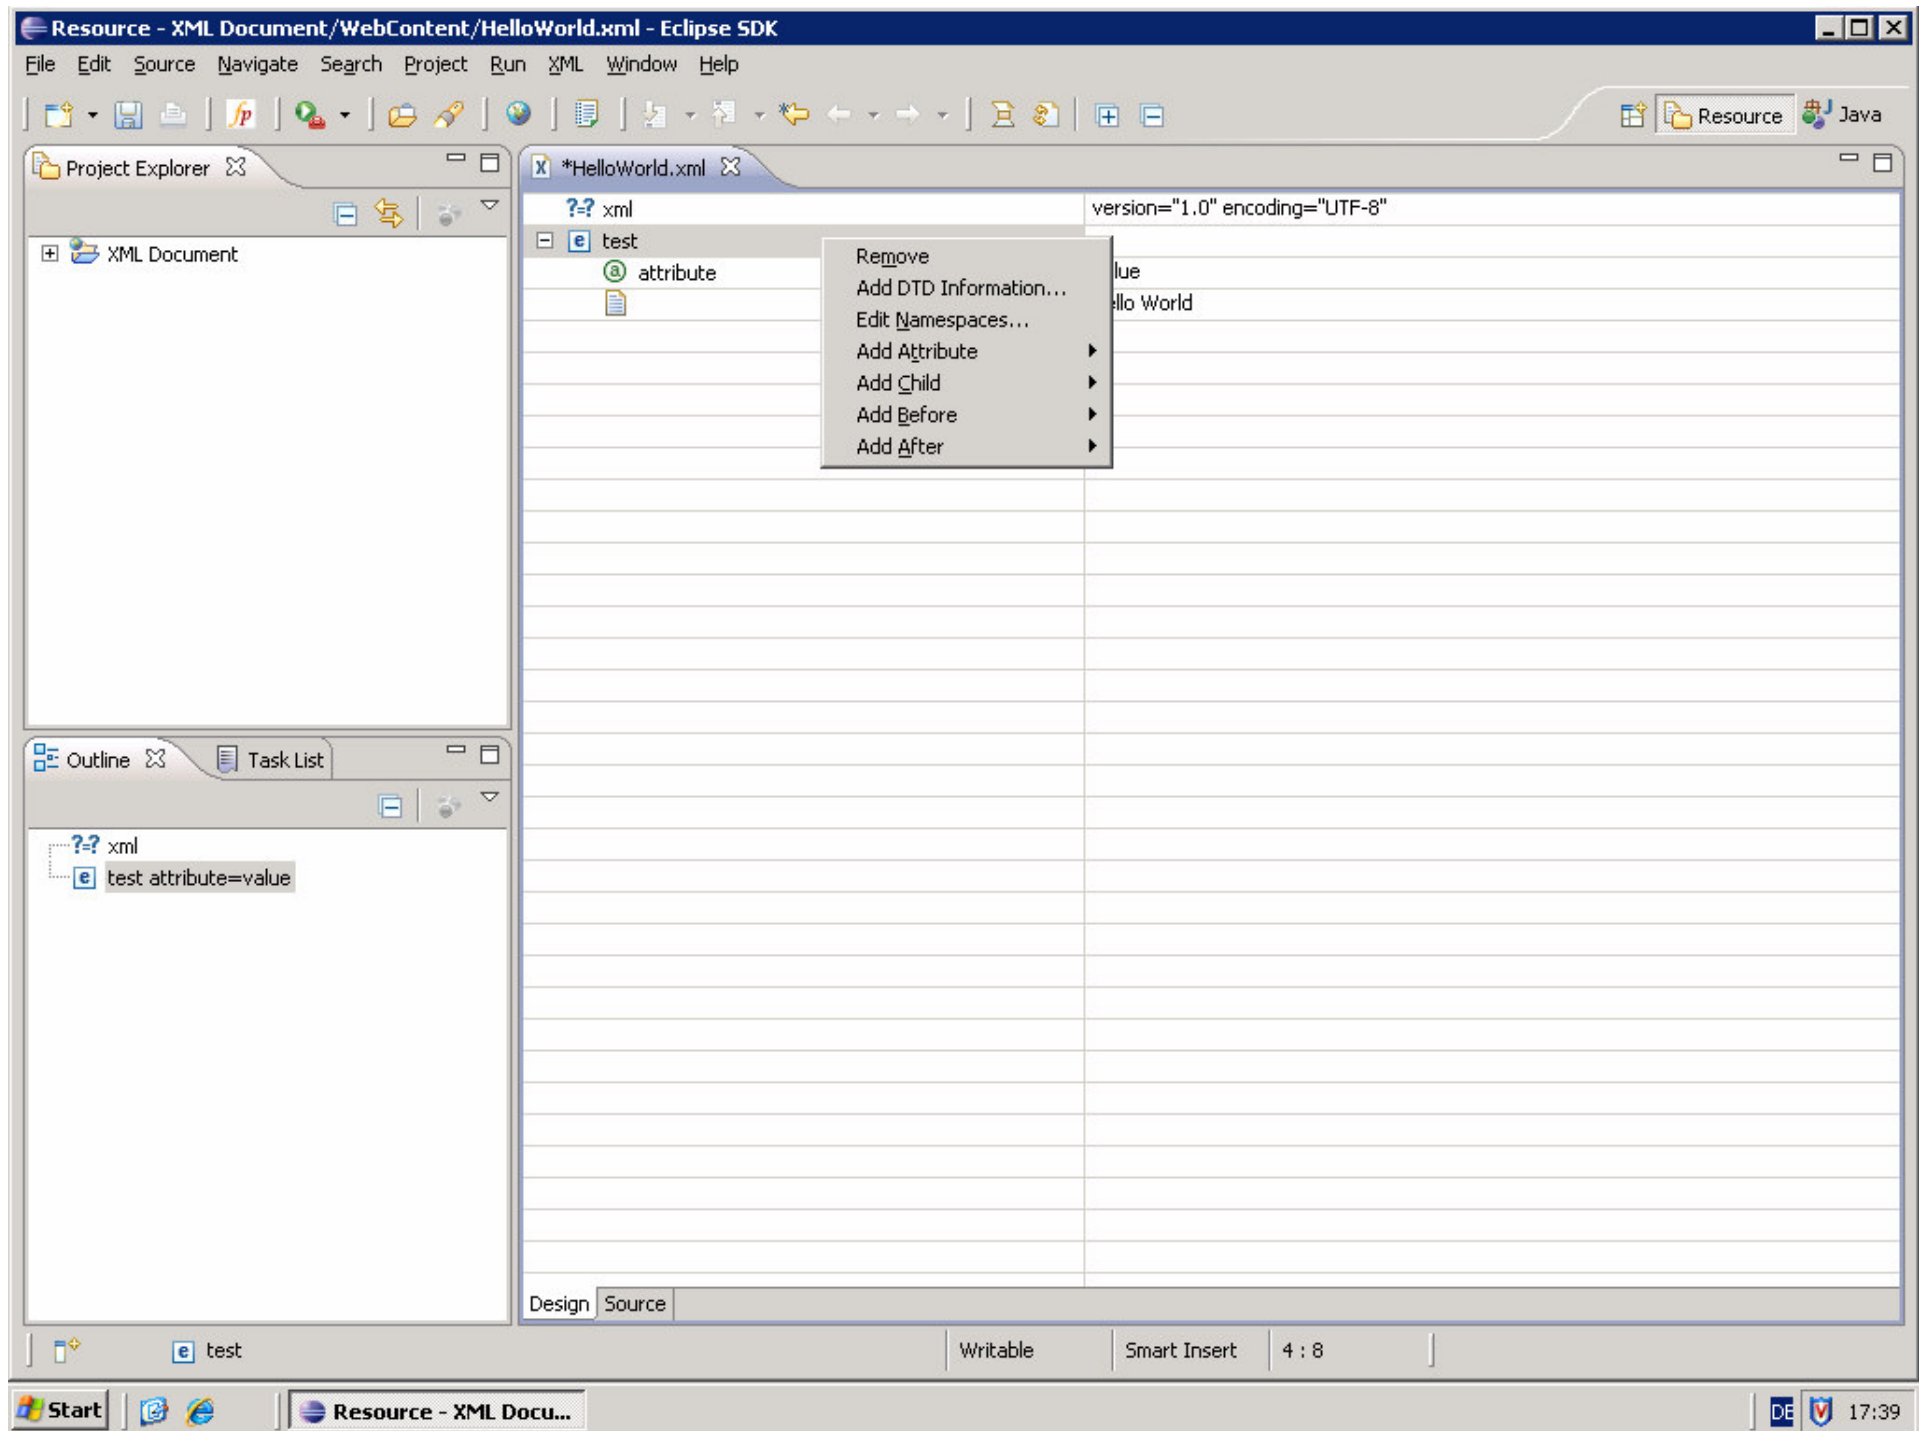 Resource - XML Document/WebContent/HelloWorld.xml - Eclipse SDK
File Edit Source Navigate Search Project Run XML Window Help
Resource Java
Project Explorer
*HelloWorld.xml
XML Document
?=? xml version="1.0" encoding="UTF-8"
e test
a attribute lue
llo World
Remove
Add DTD Information...
Edit Namespaces...
Add Attribute
Add Child
Add Before
Add After
Outline Task List
?=? xml
e test attribute=value
Design Source
e test Writable Smart Insert 4 : 8
Start Resource - XML Docu... DE 17:39